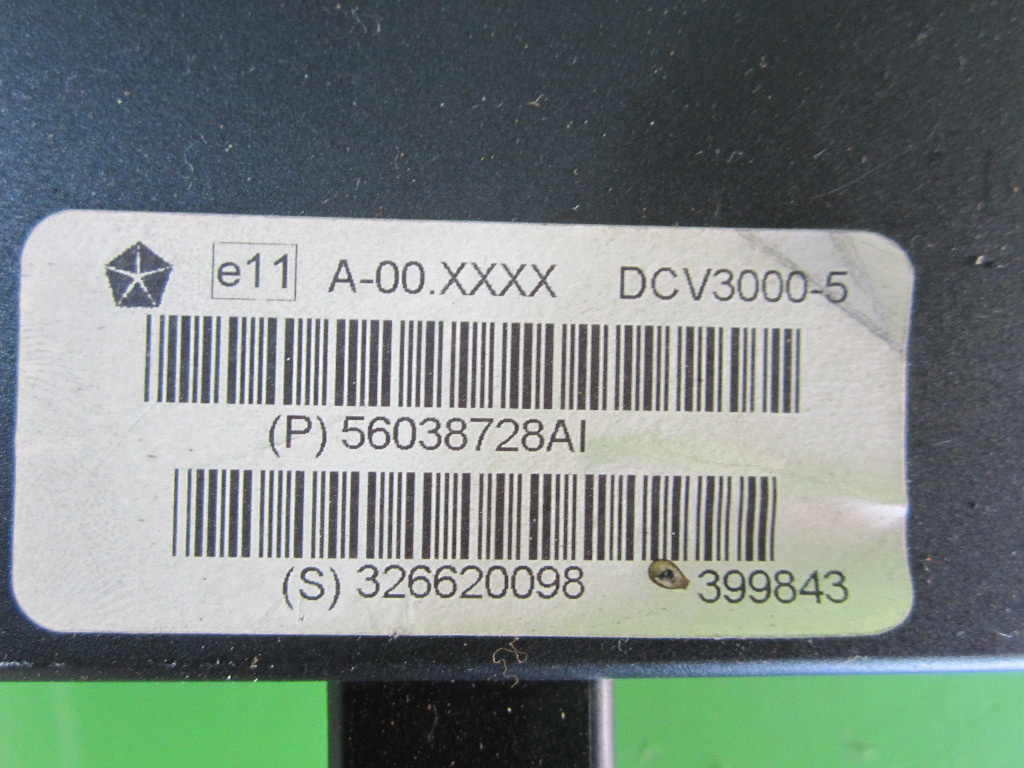 e11 A-00.XXXX DCV3000-5
(P) 56038728AI
(S) 326620098 399843